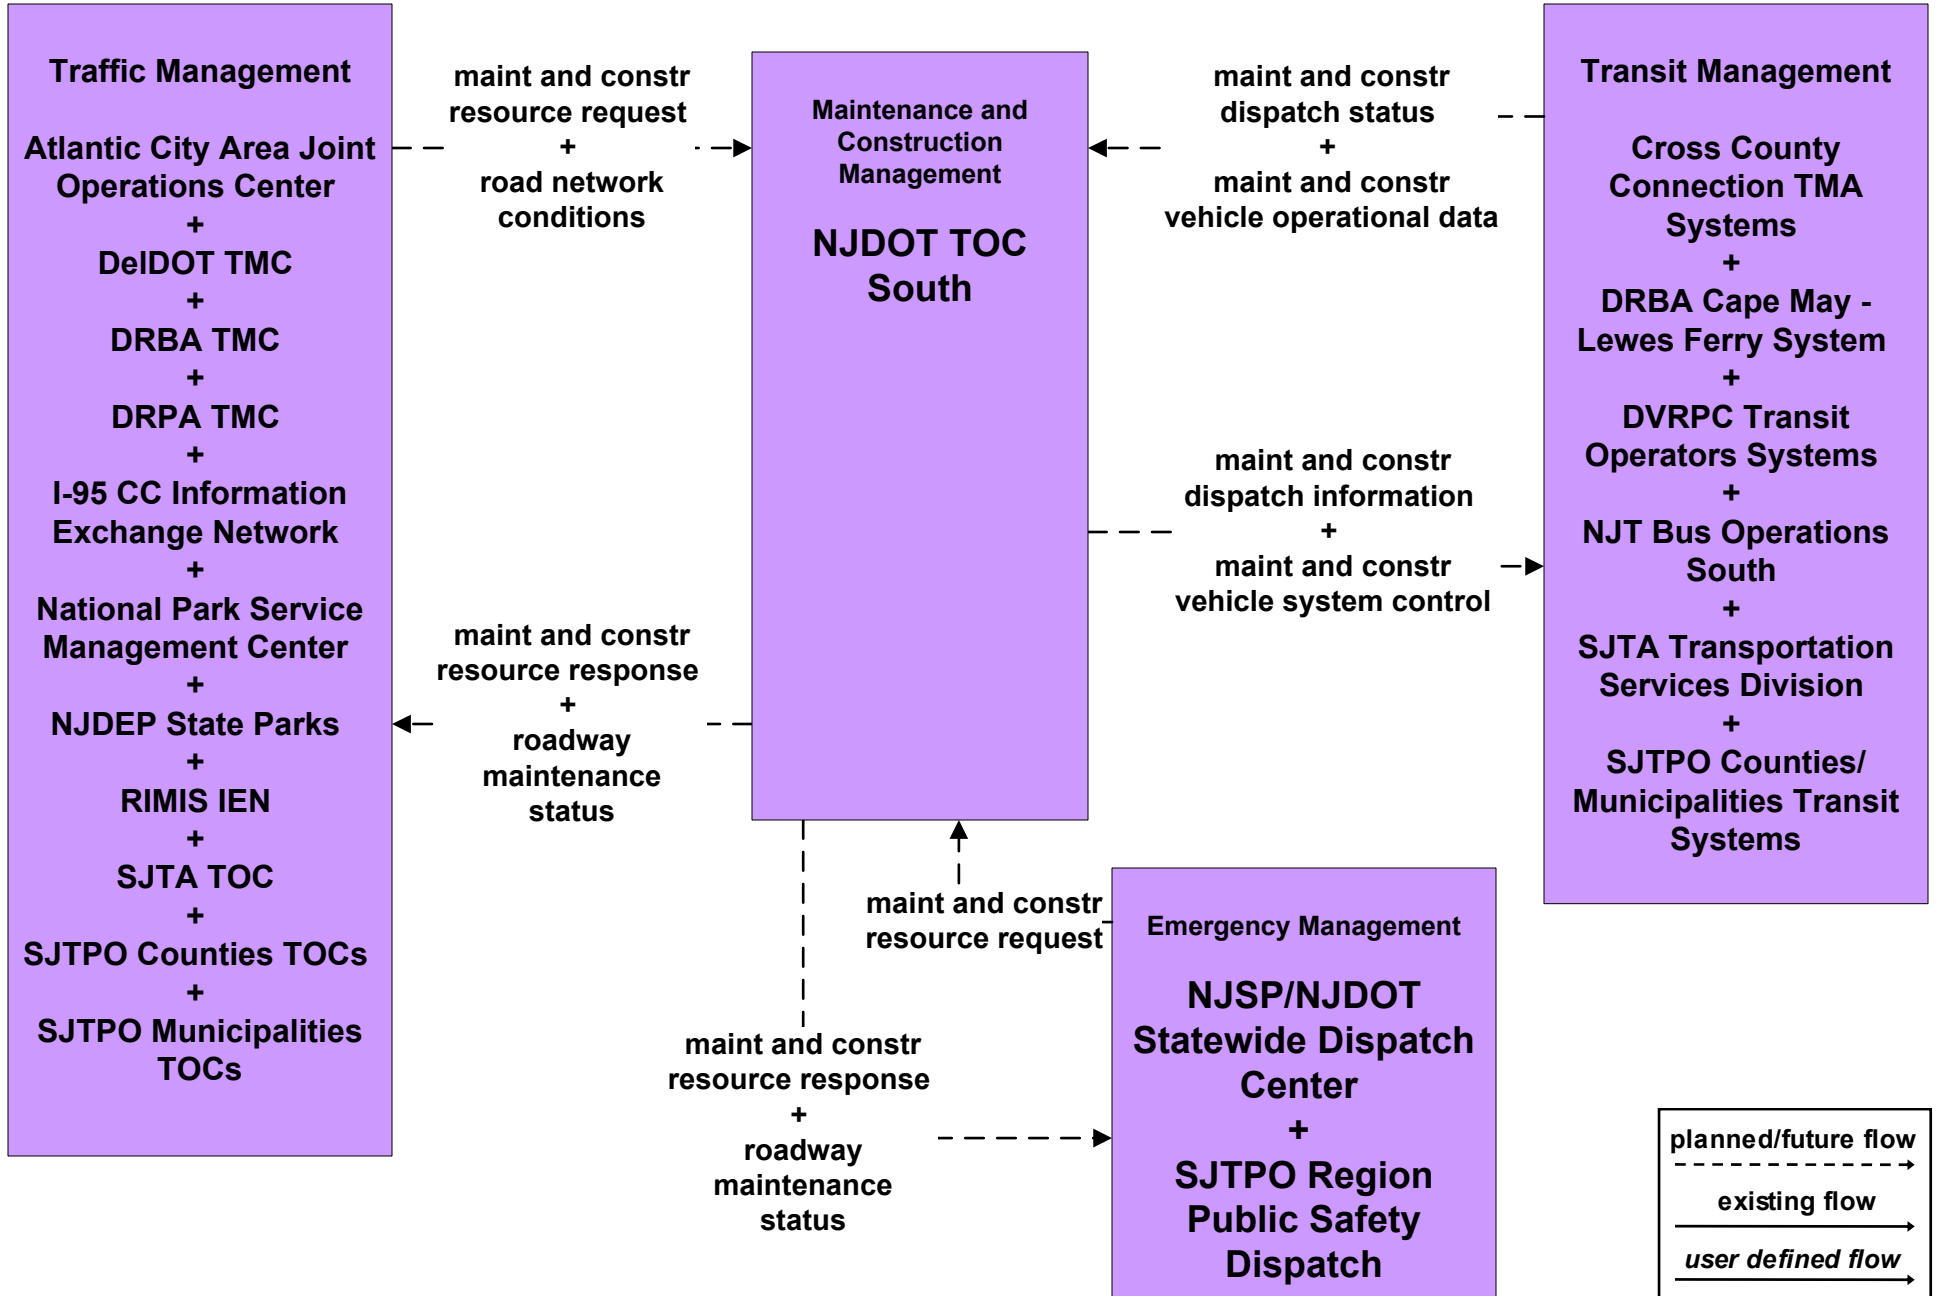 Traffic Management
Atlantic City Area Joint
Operations Center
+
DelDOT TMC
+
DRBA TMC
+
DRPA TMC
+
I-95 CC Information
Exchange Network
+
National Park Service
Management Center
+
NJDEP State Parks
+
RIMIS IEN
+
SJTA TOC
+
SJTPO Counties TOCs
+
SJTPO Municipalities
TOCs
maint and constr
resource request
+
road network
conditions
maint and constr
resource response
+
roadway
maintenance
status
Maintenance and
Construction
Management
NJDOT TOC
South
maint and constr
dispatch status
+
maint and constr
vehicle operational data
maint and constr
dispatch information
+
maint and constr
vehicle system control
Transit Management
Cross County
Connection TMA
Systems
+
DRBA Cape May -
Lewes Ferry System
+
DVRPC Transit
Operators Systems
+
NJT Bus Operations
South
+
SJTA Transportation
Services Division
+
SJTPO Counties/
Municipalities Transit
Systems
maint and constr
resource request
maint and constr
resource response
+
roadway
maintenance
status
Emergency Management
NJSP/NJDOT
Statewide Dispatch
Center
+
SJTPO Region
Public Safety
Dispatch
planned/future flow
existing flow
user defined flow